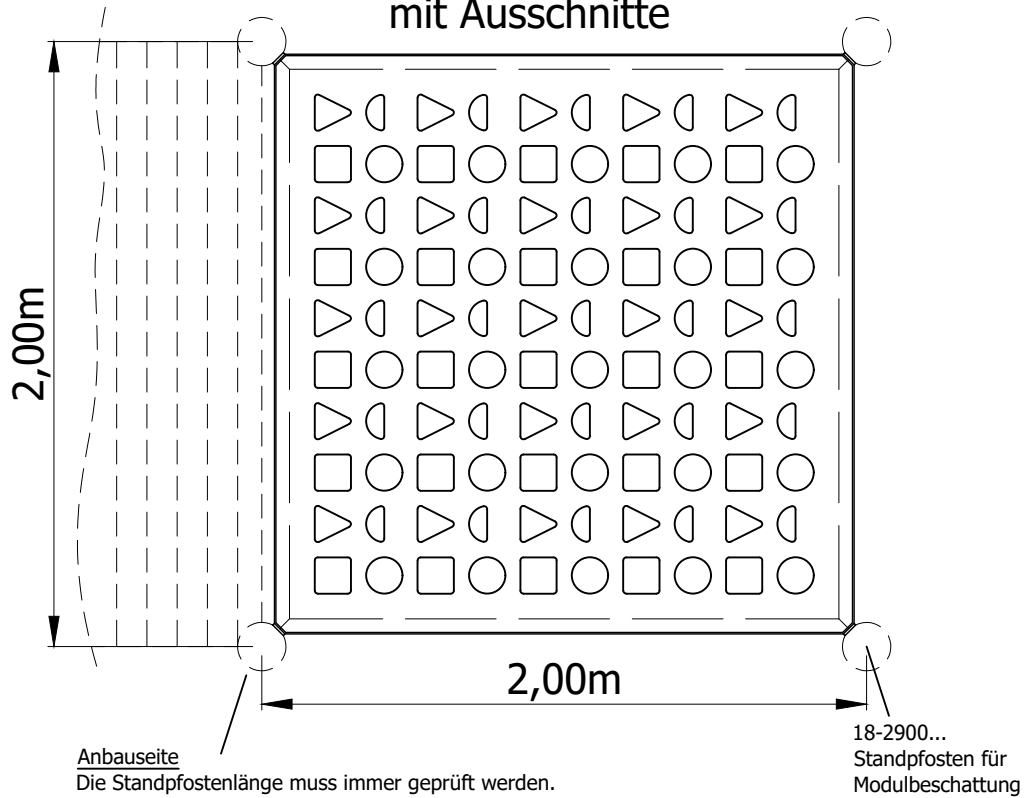 mit Ausschnitte
2,00m
2,00m
Anbauseite
Die Standpfostenlänge muss immer geprüft werden.
18-2900...
Standpfosten für
Modulbeschattung